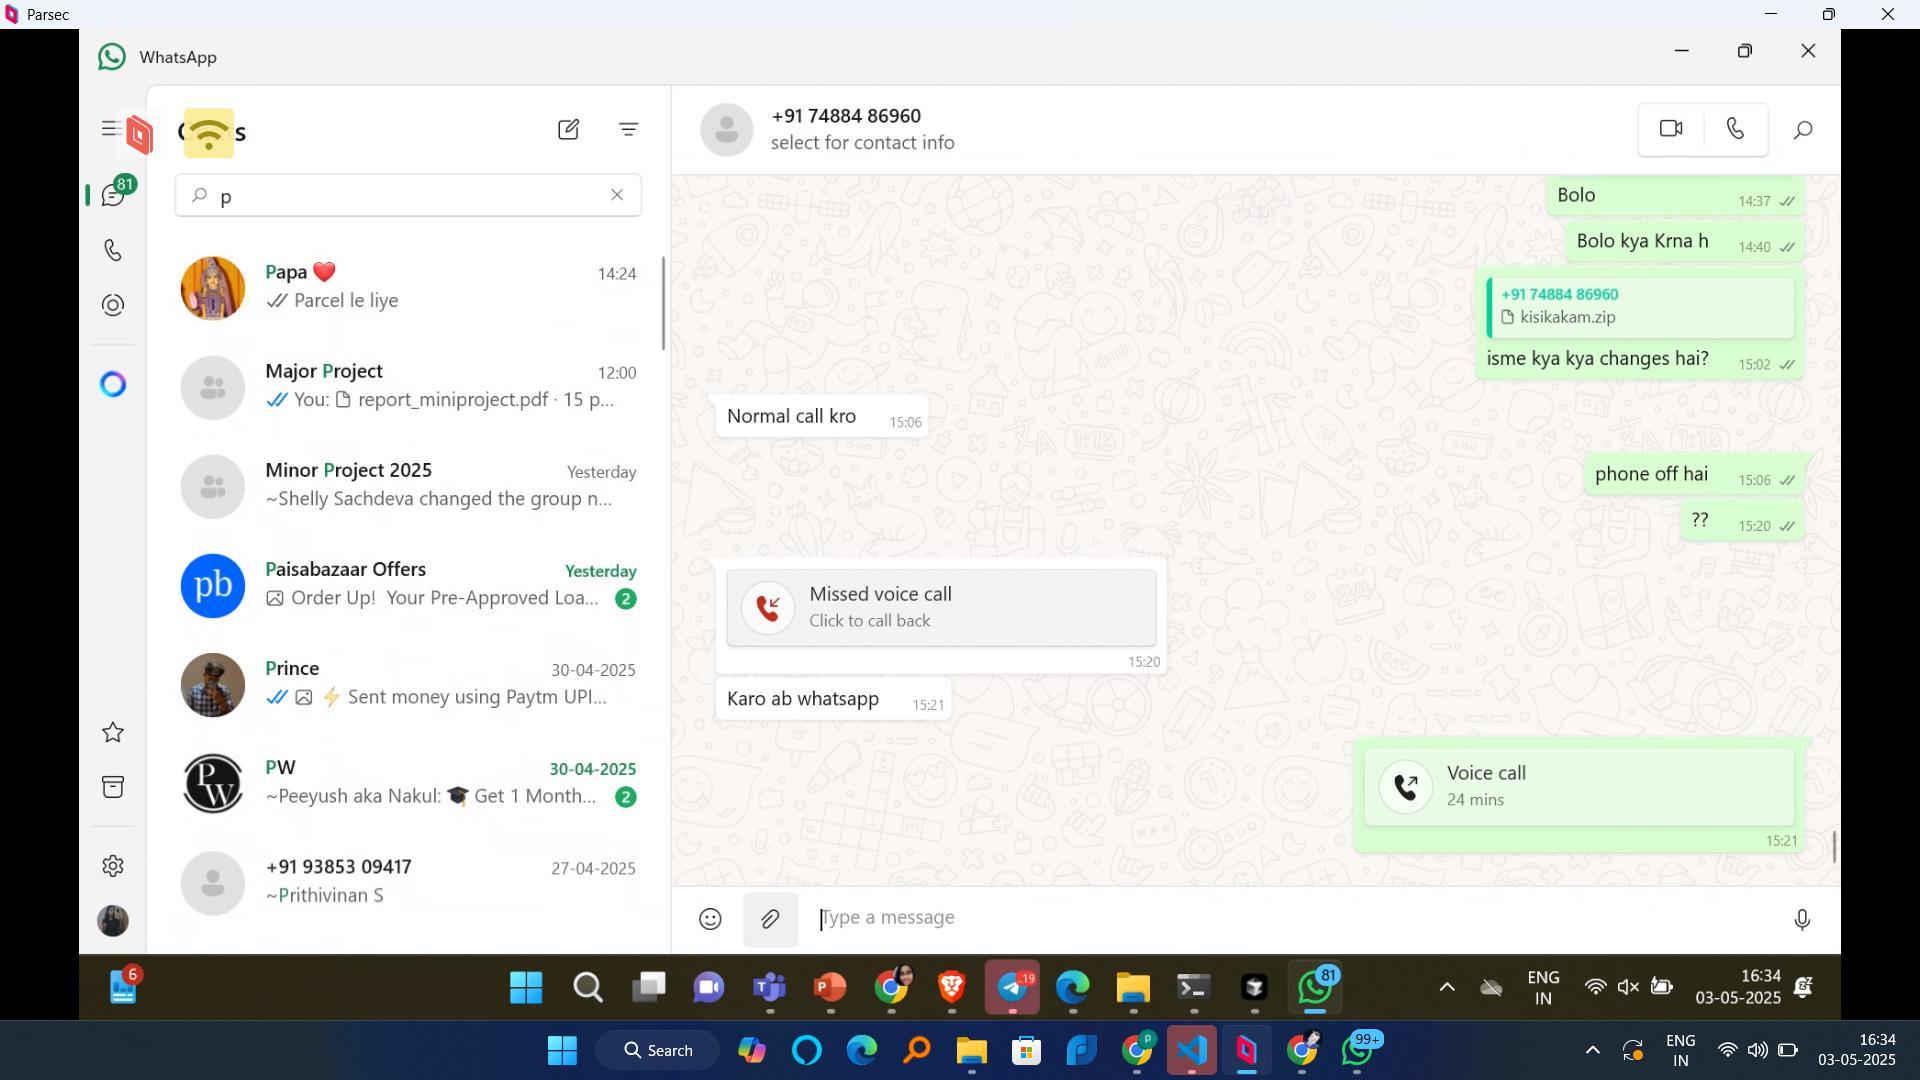 Parsec
WhatsApp
s
81
p
Papa ❤️
14:24
Parcel le liye
Major Project
12:00
You: report_miniproject.pdf · 15 p...
Minor Project 2025
Yesterday
~Shelly Sachdeva changed the group n...
pb
Paisabazaar Offers
Yesterday
Order Up! Your Pre-Approved Loa...
2
Prince
30-04-2025
⚡ Sent money using Paytm UPI...
PW
PW
30-04-2025
~Peeyush aka Nakul: 🎓 Get 1 Month...
2
+91 93853 09417
27-04-2025
~Prithivinan S
+91 74884 86960
select for contact info
Today
Bolo
14:37
Bolo kya Krna h
14:40
+91 74884 86960
kisikakam.zip
isme kya kya changes hai?
15:02
Normal call kro
15:06
phone off hai
15:06
??
15:20
Missed voice call
Click to call back
15:20
Karo ab whatsapp
15:21
Voice call
24 mins
15:21
Type a message
6
19
81
ENG
IN
16:34
03-05-2025
Search
P
99+
ENG
IN
16:34
03-05-2025